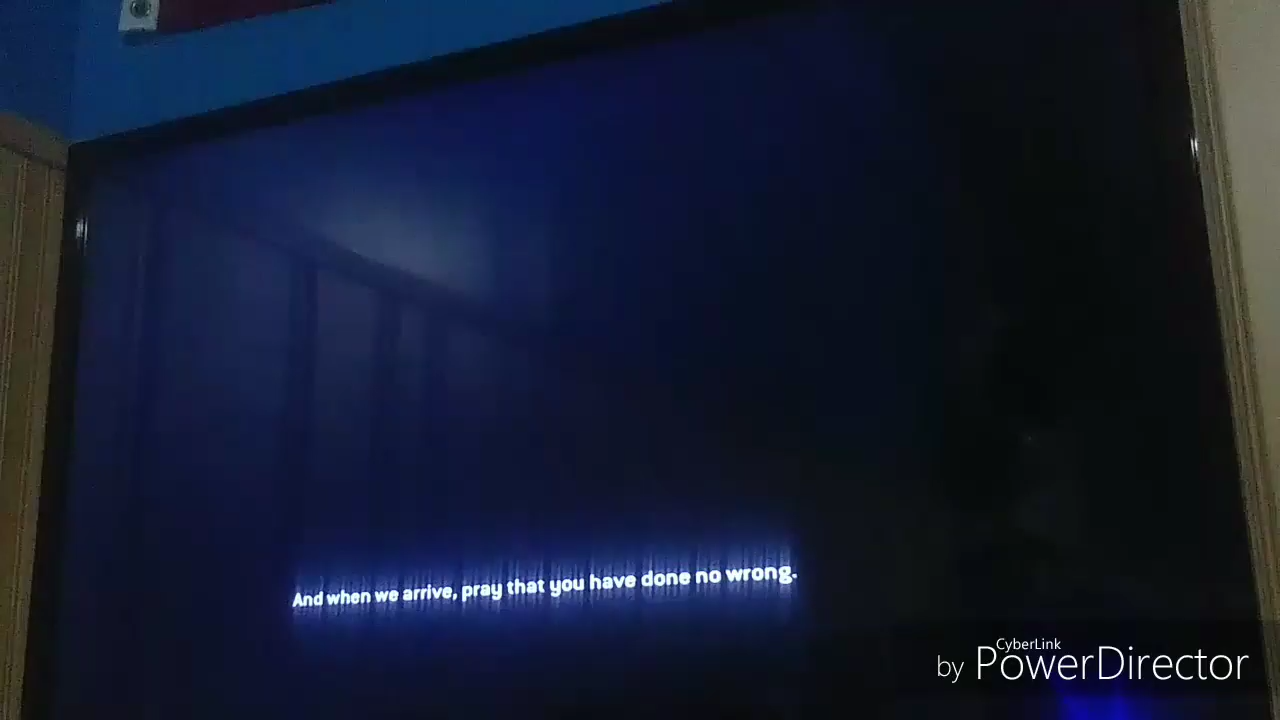 And when we arrive, pray that you have done no wrong.
CyberLink
by PowerDirector